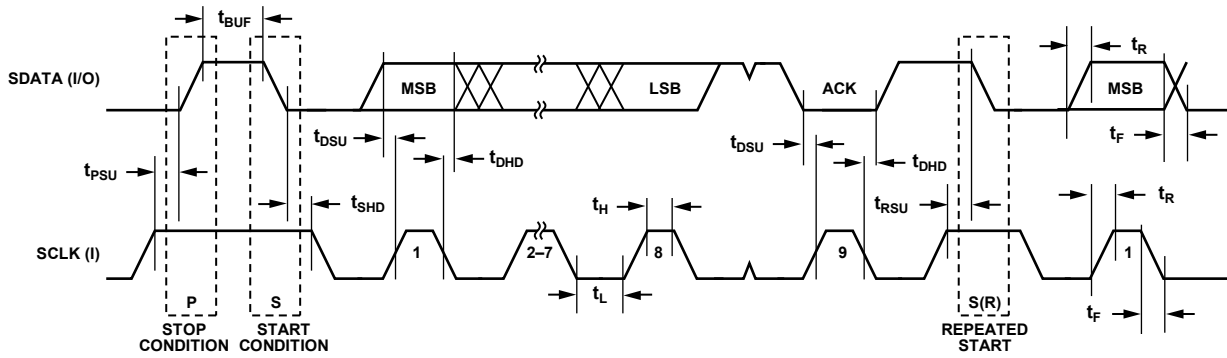 tBUF
tR
SDATA (I/O)
MSB
LSB
ACK
MSB
tDSU
tDHD
tDSU
tDHD
tF
tPSU
tSHD
tH
tRSU
tR
SCLK (I)
1
2–7
8
9
1
tL
tF
P
S
S(R)
STOP
CONDITION
START
CONDITION
REPEATED
START